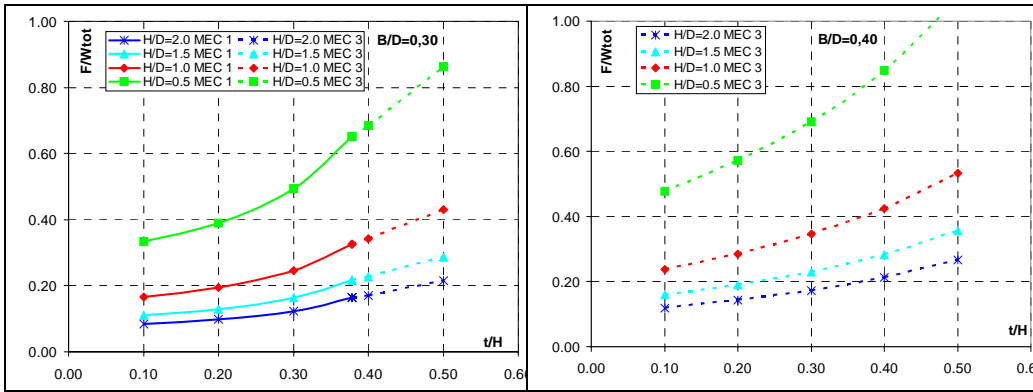 1.00
0.80
0.60
0.40
0.20
0.00
F/Wtot
H/D=2.0 MEC 1 H/D=2.0 MEC 3
H/D=1.5 MEC 1 H/D=1.5 MEC 3
H/D=1.0 MEC 1 H/D=1.0 MEC 3
H/D=0.5 MEC 1 H/D=0.5 MEC 3
B/D=0,30
t/H
0.00 0.10 0.20 0.30 0.40 0.50 0.60
1.00
0.80
0.60
0.40
0.20
0.00
F/Wtot
H/D=2.0 MEC 3
H/D=1.5 MEC 3
H/D=1.0 MEC 3
H/D=0.5 MEC 3
B/D=0,40
t/H
0.00 0.10 0.20 0.30 0.40 0.50 0.60